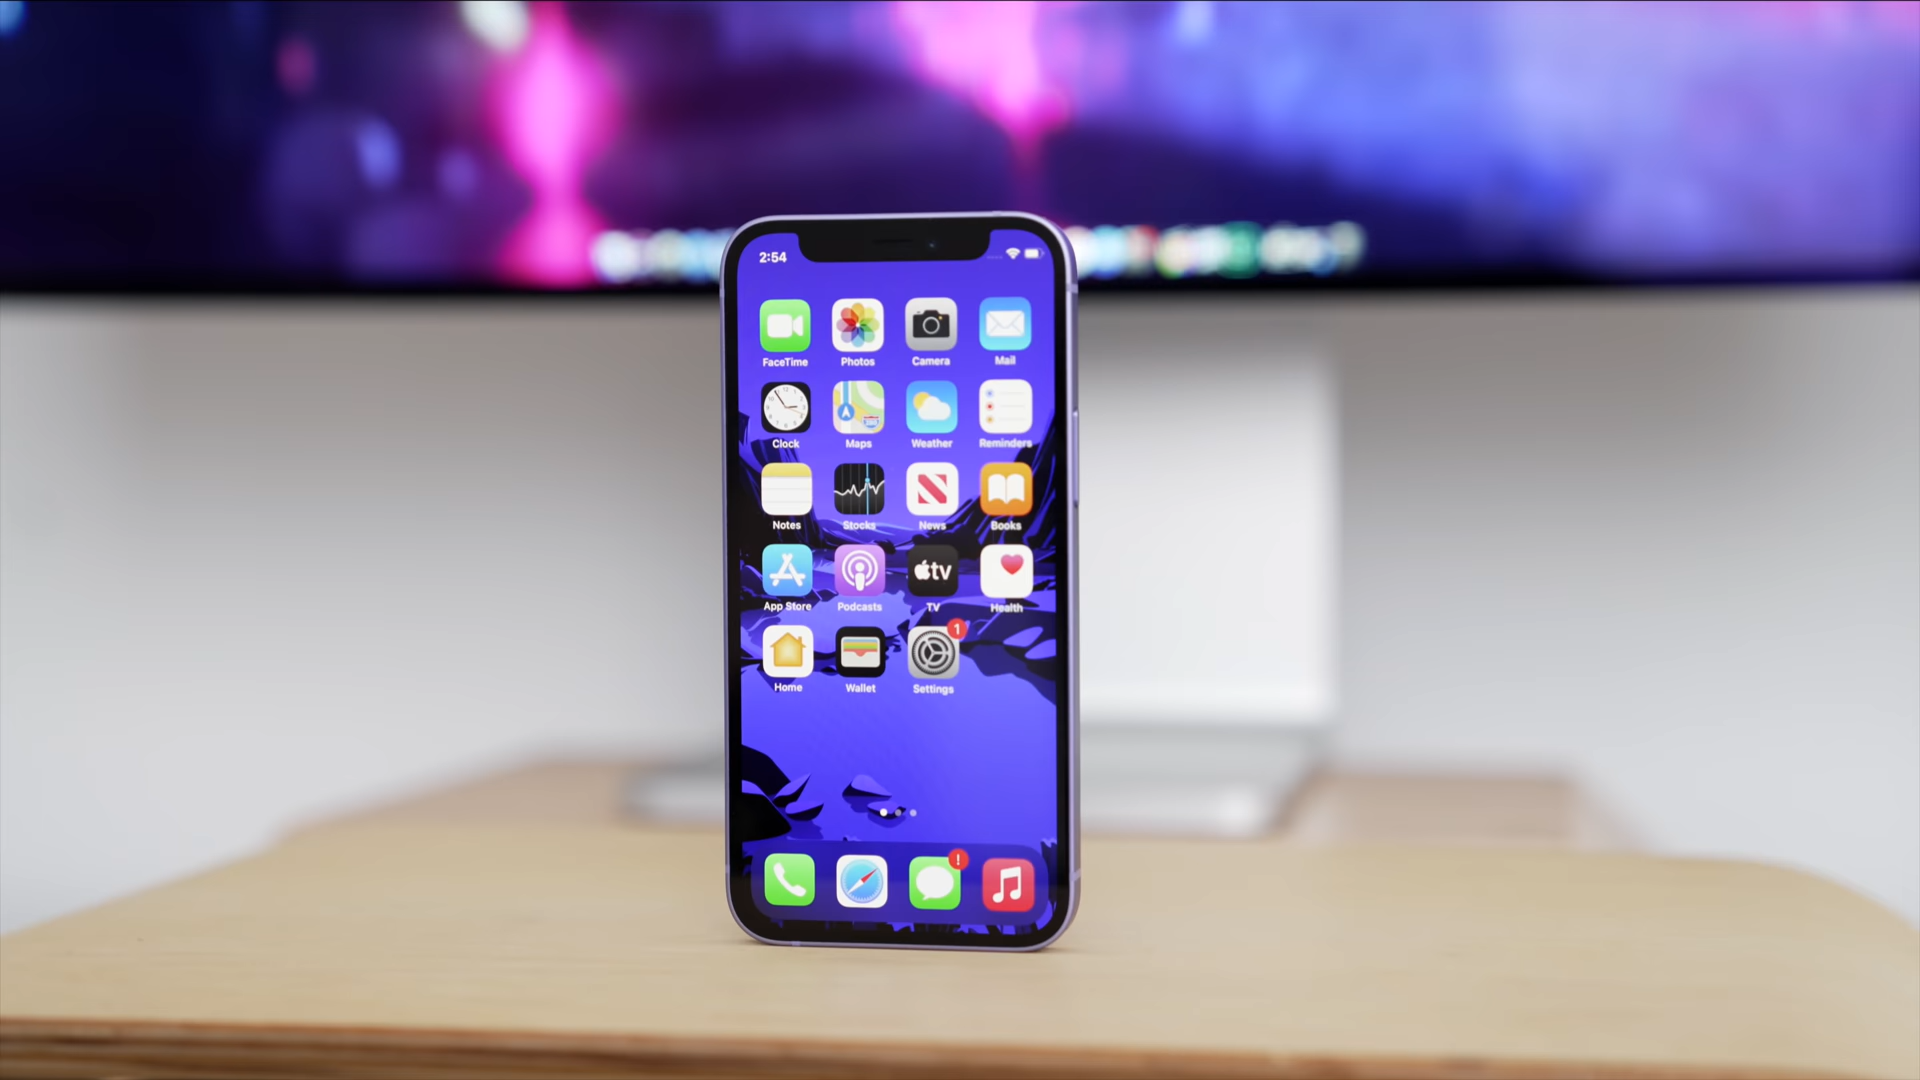 2:54
FaceTime Photos Camera Mail
Clock Maps Weather Reminders
Notes Stocks News Books
App Store Podcasts tv TV Health
1
Home Wallet Settings
!